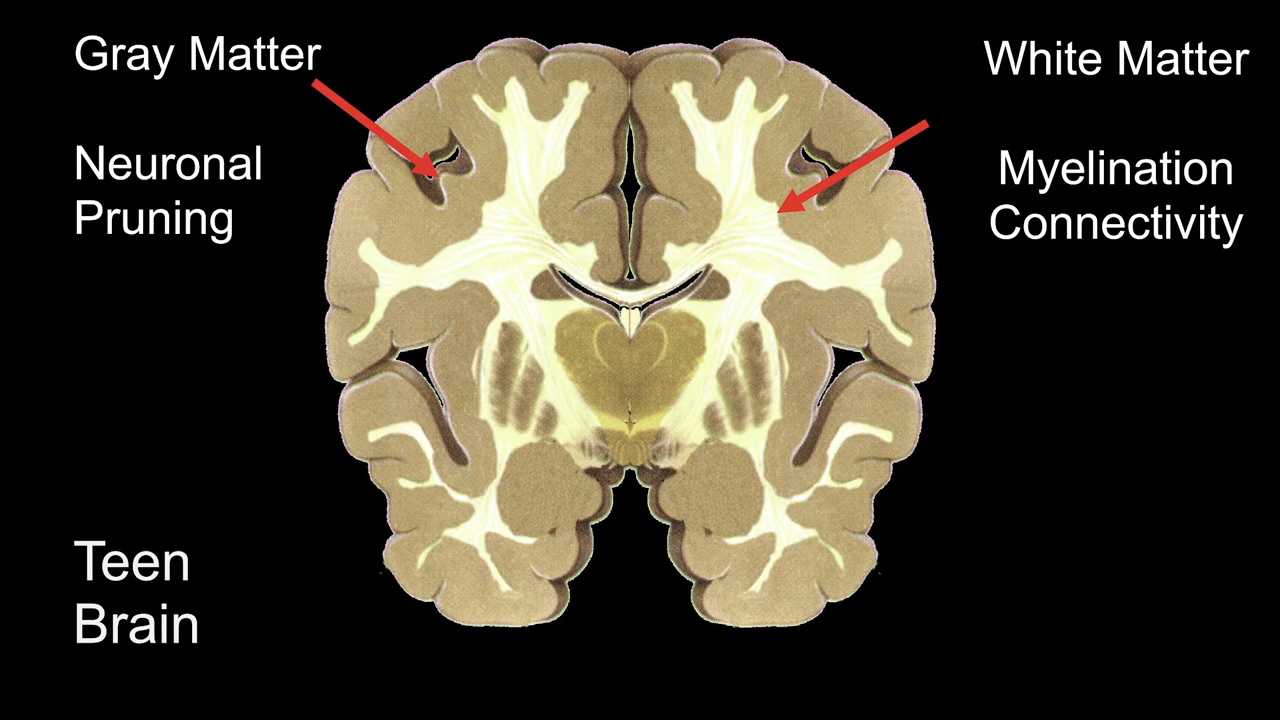 Gray Matter
Neuronal
Pruning
White Matter
Myelination
Connectivity
Teen
Brain